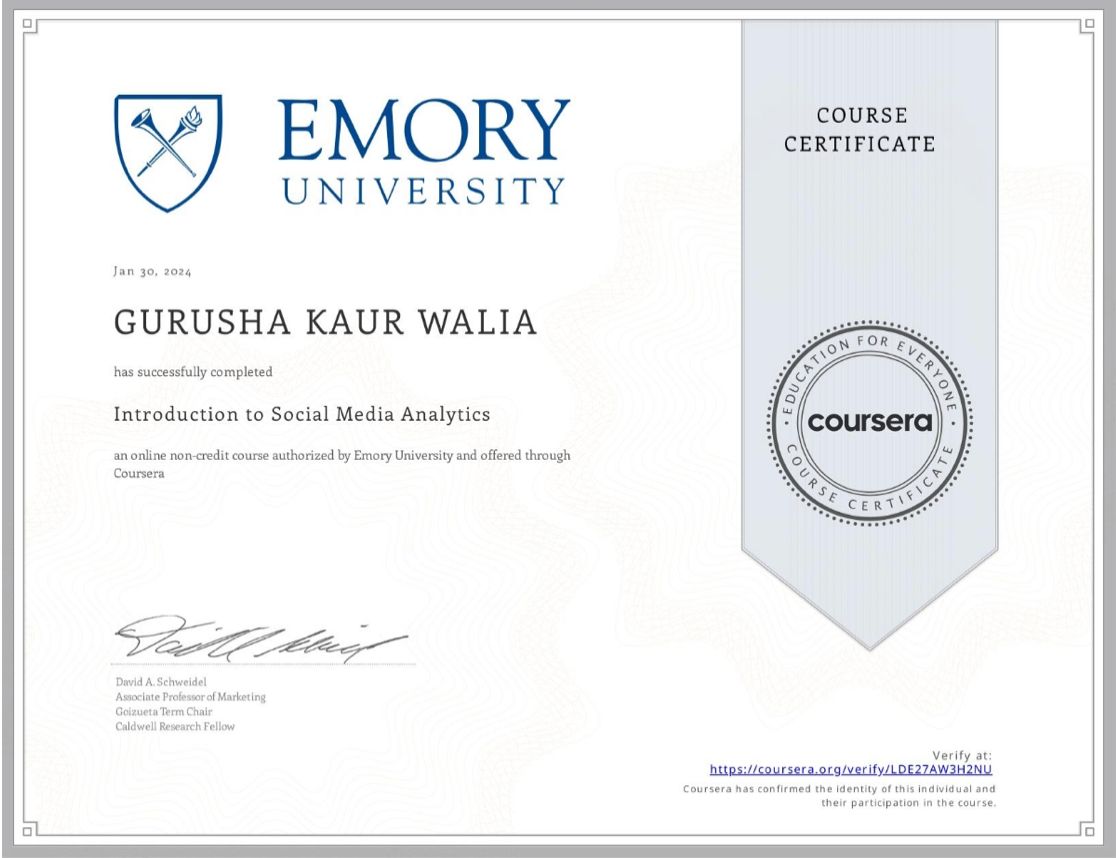 EMORY
UNIVERSITY
COURSE
CERTIFICATE
Jan 30, 2024
GURUSHA KAUR WALIA
has successfully completed
Introduction to Social Media Analytics
an online non-credit course authorized by Emory University and offered through
Coursera
EDUCATION FOR EVERYONE
coursera
COURSE CERTIFICATE
David A. Schweidel
Associate Professor of Marketing
Goizueta Term Chair
Caldwell Research Fellow
Verify at:
https://coursera.org/verify/LDE27AW3H2NU
Coursera has confirmed the identity of this individual and
their participation in the course.